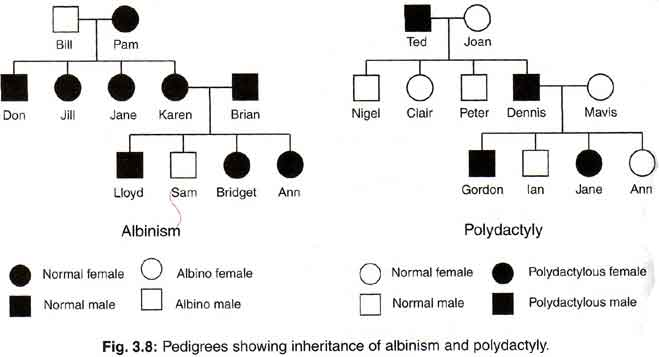 Bill Pam
Ted Joan
Don Jill Jane Karen Brian
Nigel Clair Peter Dennis Mavis
Lloyd Sam Bridget Ann
Gordon Ian Jane Ann
Albinism
Polydactyly
Normal female Albino female
Normal male Albino male
Normal female Polydactylous female
Normal male Polydactylous male
Fig. 3.8: Pedigrees showing inheritance of albinism and polydactyly.